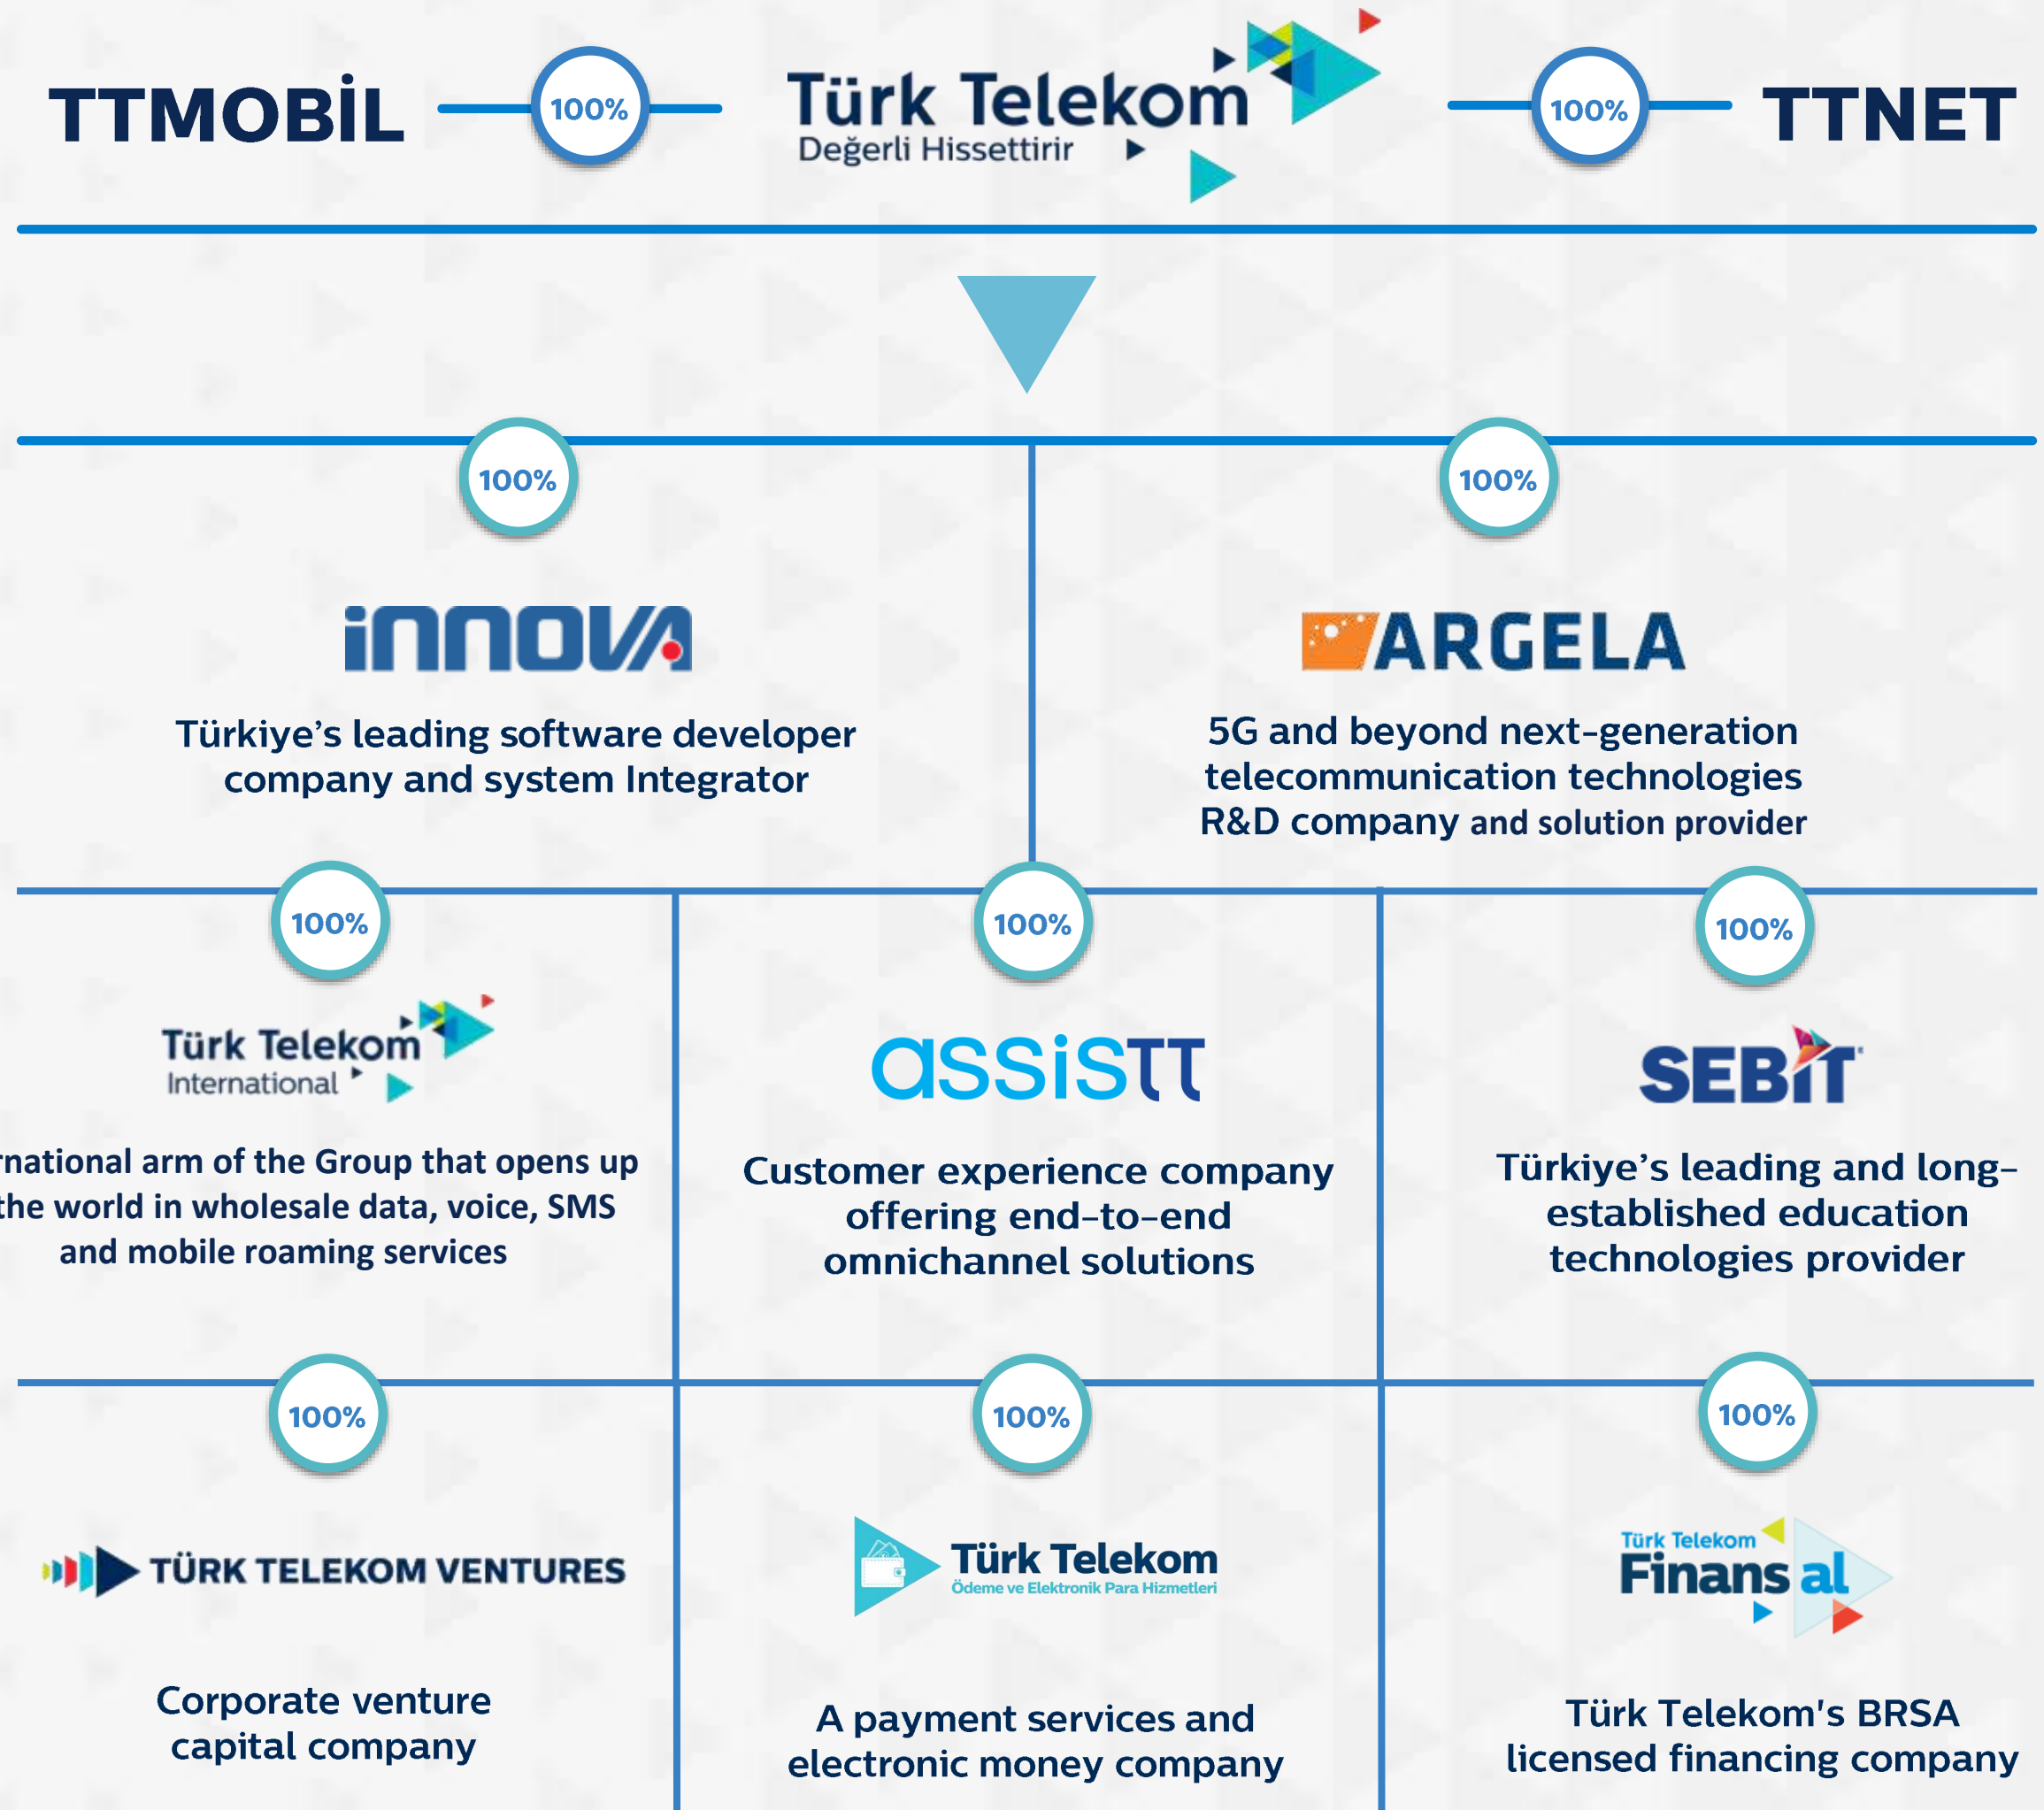 TTMOBİL
100%
Türk Telekom
Değerli Hissettirir
100%
TTNET
100%
100%
innova
ARGELA
Türkiye's leading software developer
company and system Integrator
5G and beyond next-generation
telecommunication technologies
R&D company and solution provider
100%
100%
100%
Türk Telekom
International
assistt
SEBİT
rnational arm of the Group that opens up
the world in wholesale data, voice, SMS
and mobile roaming services
Customer experience company
offering end-to-end
omnichannel solutions
Türkiye's leading and long-
established education
technologies provider
100%
100%
100%
TÜRK TELEKOM VENTURES
Türk Telekom
Ödeme ve Elektronik Para Hizmetleri
Türk Telekom
Finansal
Corporate venture
capital company
A payment services and
electronic money company
Türk Telekom's BRSA
licensed financing company